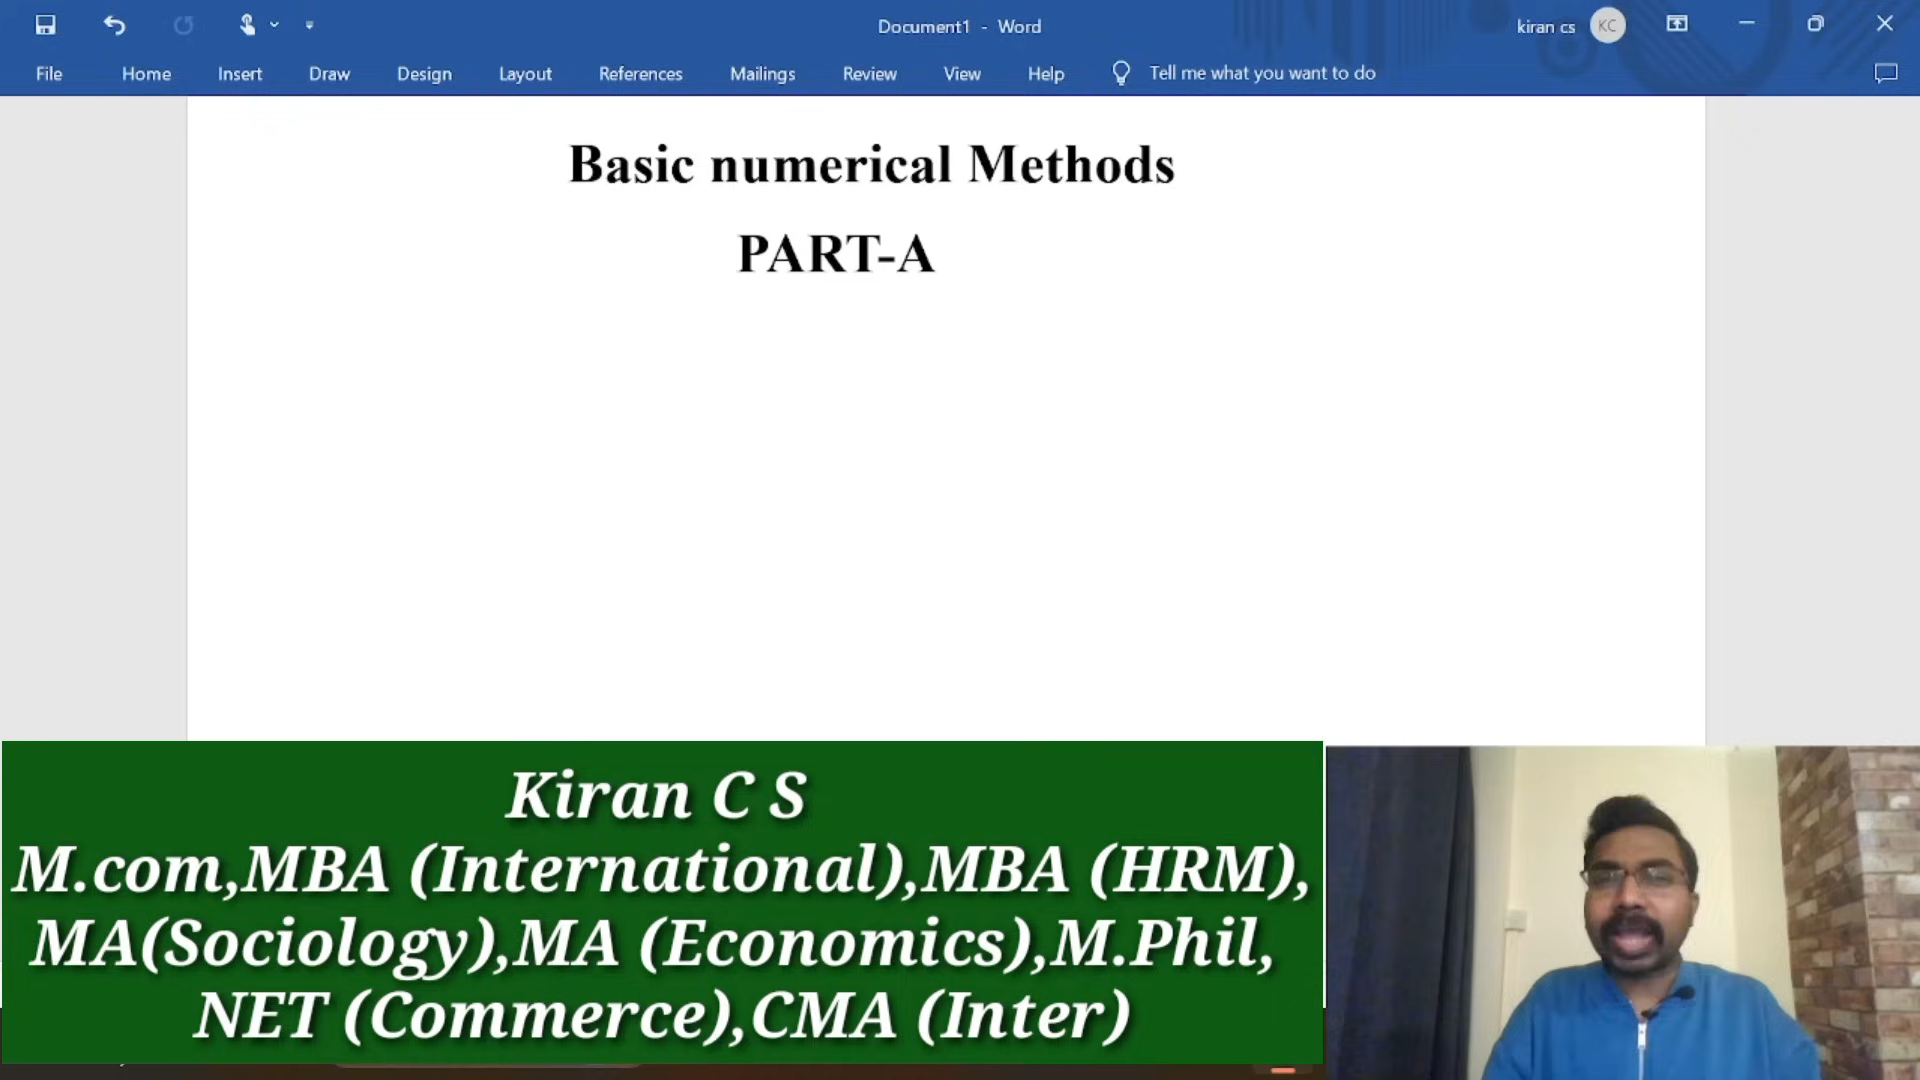 Document1 - Word
kiran cs KC
File Home Insert Draw Design Layout References Mailings Review View Help Tell me what you want to do
Basic numerical Methods
PART-A
Kiran C S
M.com,MBA (International),MBA (HRM),
MA(Sociology),MA (Economics),M.Phil,
NET (Commerce),CMA (Inter)